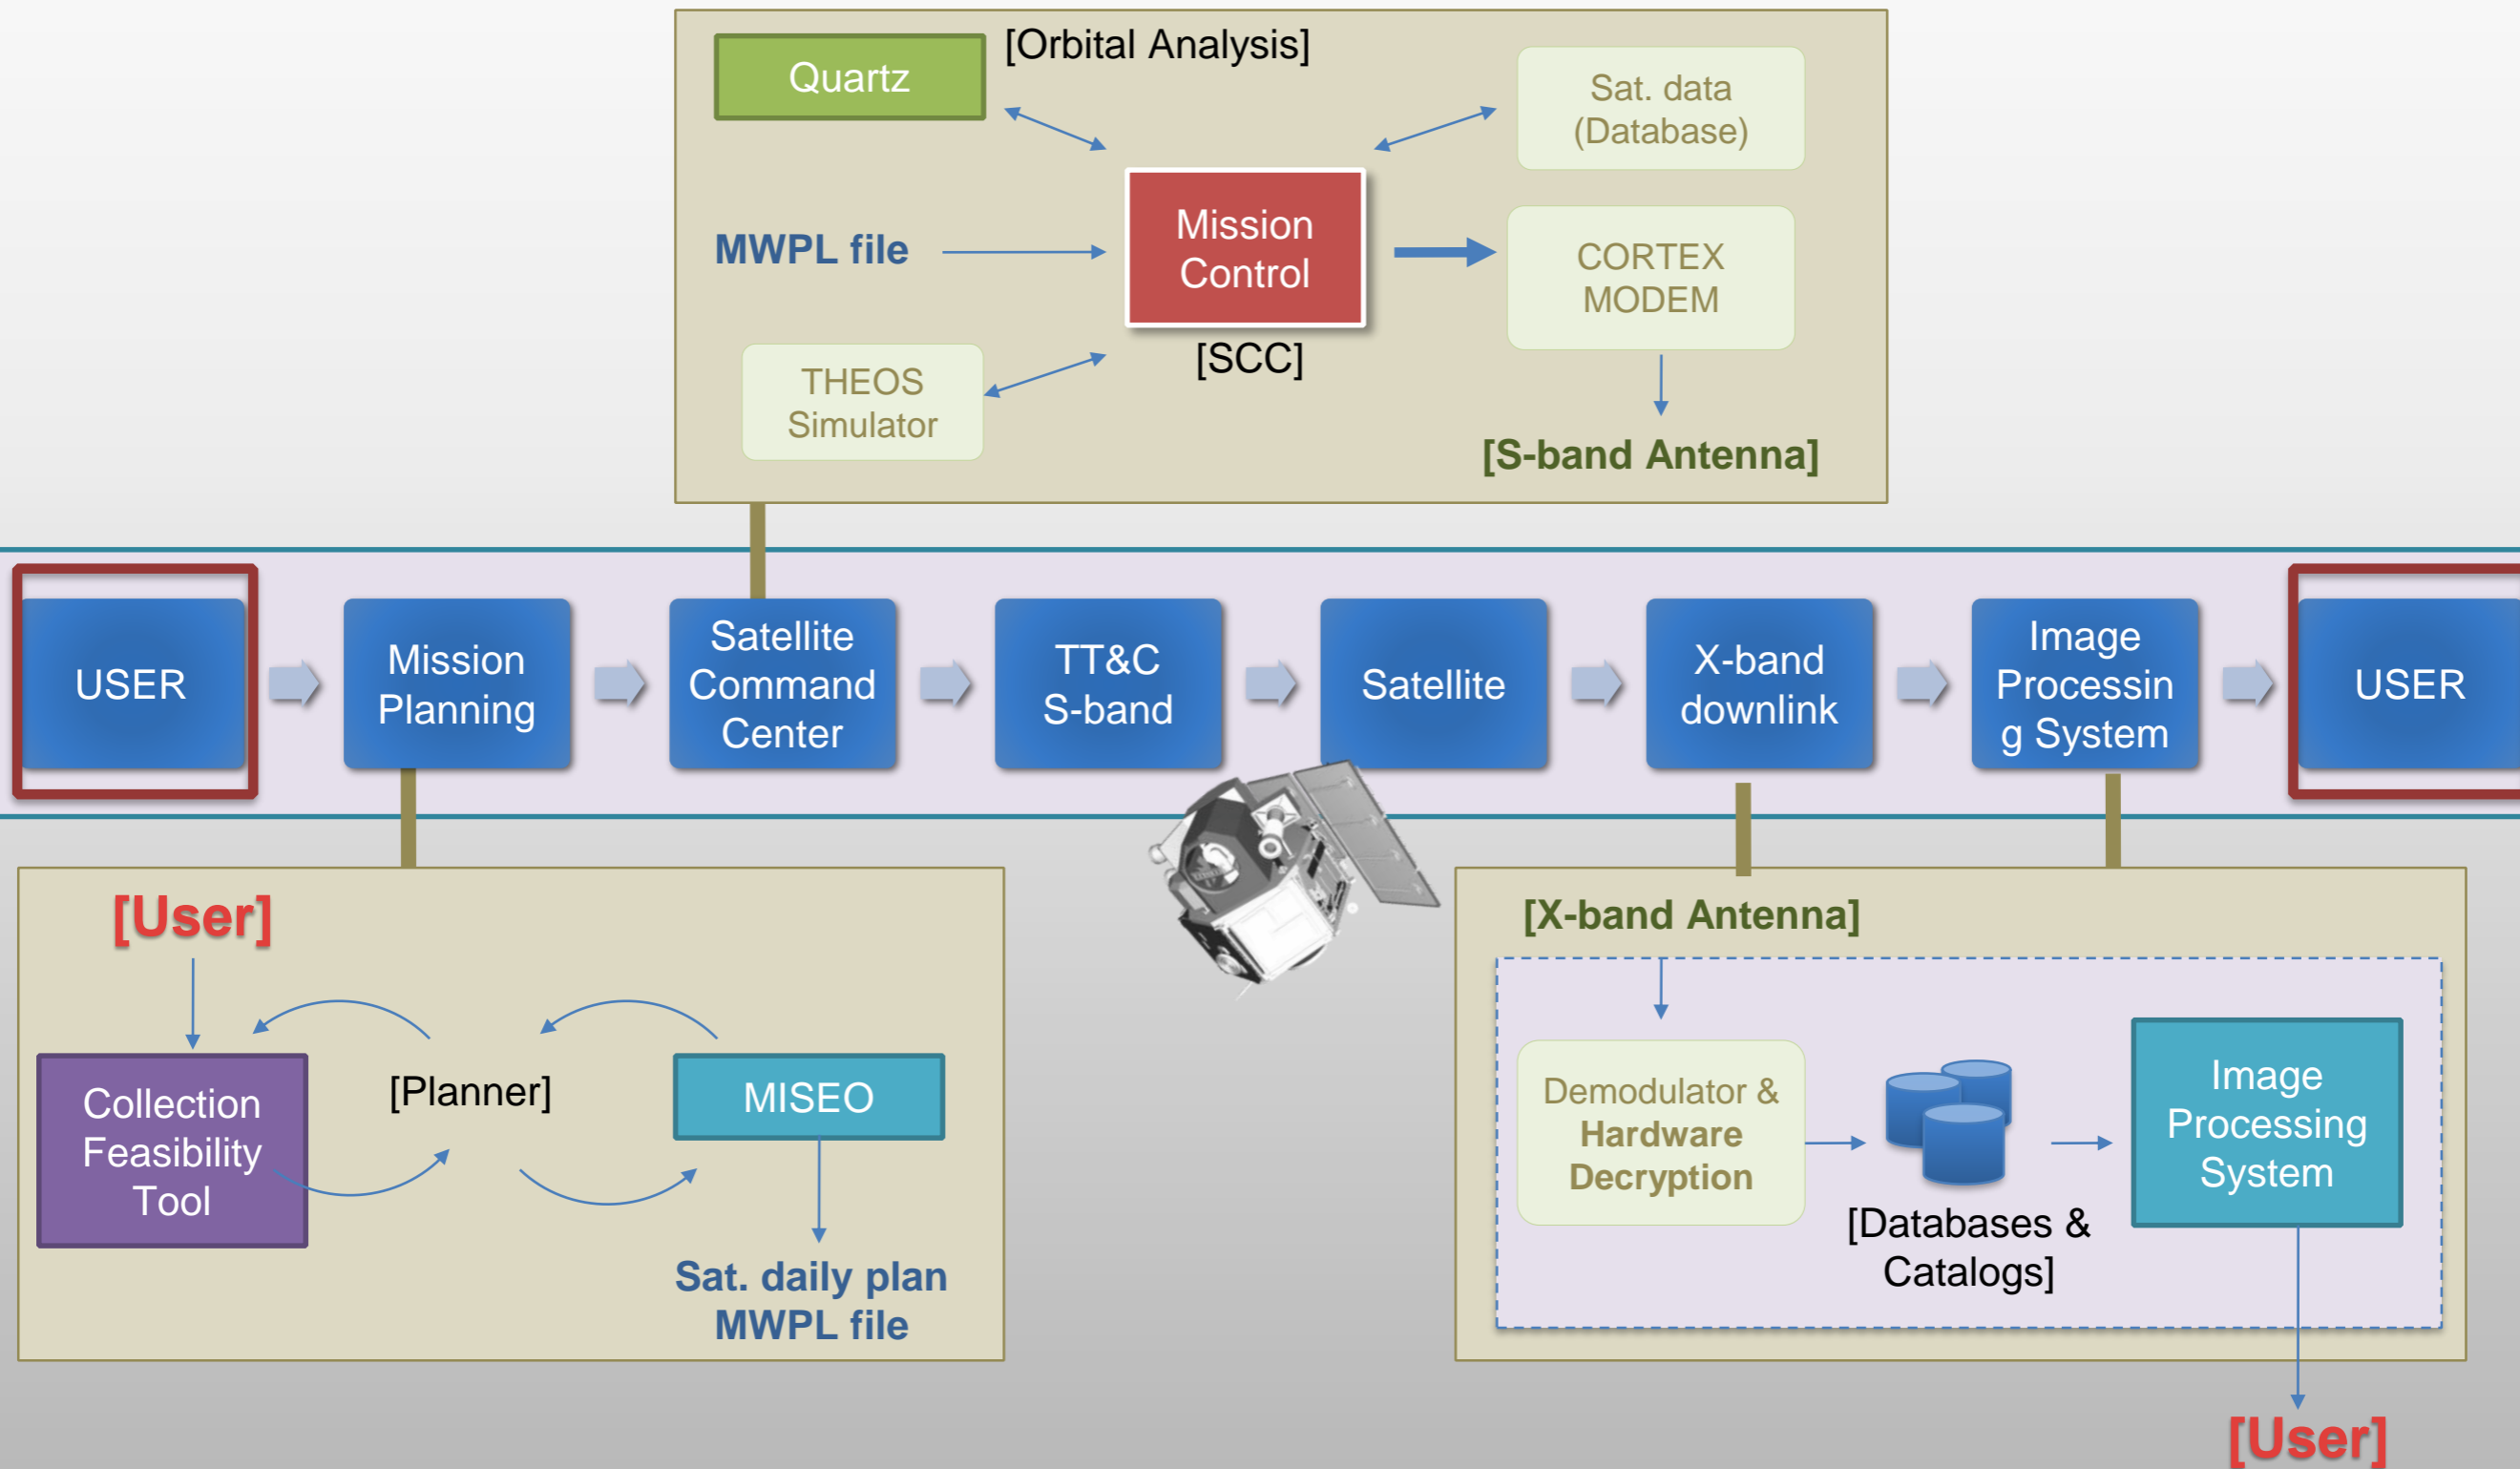 Quartz
[Orbital Analysis]
Sat. data
(Database)
MWPL file
Mission
Control
CORTEX
MODEM
[SCC]
THEOS
Simulator
[S-band Antenna]
USER
Mission
Planning
Satellite
Command
Center
TT&C
S-band
Satellite
X-band
downlink
Image
Processin
g System
USER
[User]
Collection
Feasibility
Tool
[Planner]
MISEO
Sat. daily plan
MWPL file
[X-band Antenna]
Demodulator &
Hardware
Decryption
[Databases &
Catalogs]
Image
Processing
System
[User]